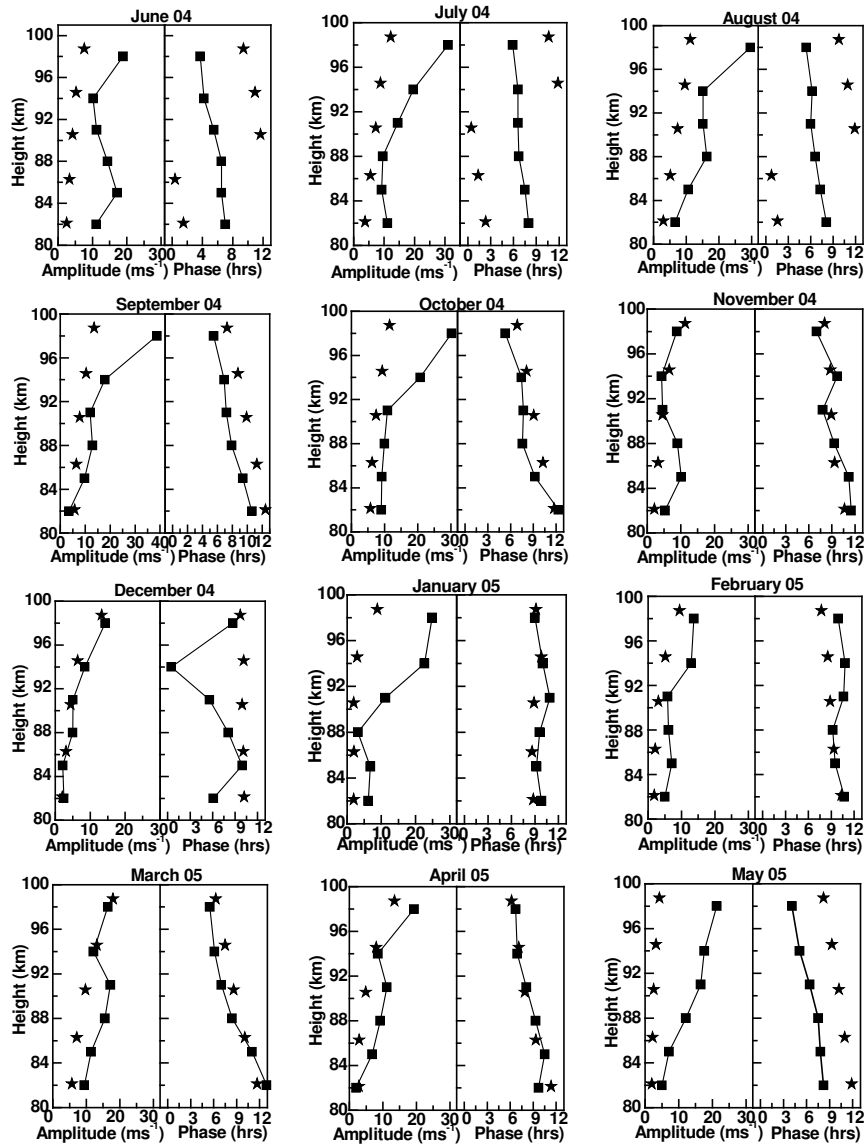 June 04
Height (km)
100
96
92
88
84
80
0 10 20 30 4 8 12
Amplitude (ms⁻¹) Phase (hrs)
July 04
Height (km)
100
96
92
88
84
80
0 10 20 30 0 3 6 9 12
Amplitude (ms⁻¹) Phase (hrs)
August 04
Height (km)
100
96
92
88
84
80
0 10 20 30 0 3 6 9 12
Amplitude (ms⁻¹) Phase (hrs)
September 04
Height (km)
100
96
92
88
84
80
0 10 20 30 40 0 2 4 6 8 10 12
Amplitude (ms⁻¹) Phase (hrs)
October 04
Height (km)
100
96
92
88
84
80
0 10 20 30 0 3 6 9 12
Amplitude (ms⁻¹) Phase (hrs)
November 04
Height (km)
100
96
92
88
84
80
0 10 20 30 0 3 6 9 12
Amplitude (ms⁻¹) Phase (hrs)
December 04
Height (km)
100
96
92
88
84
80
0 10 20 30 0 3 6 9 12
Amplitude (ms⁻¹) Phase (hrs)
January 05
Height (km)
100
96
92
88
84
80
0 10 20 30 0 3 6 9 12
Amplitude (ms⁻¹) Phase (hrs)
February 05
Height (km)
100
96
92
88
84
80
0 10 20 30 0 3 6 9 12
Amplitude (ms⁻¹) Phase (hrs)
March 05
Height (km)
100
96
92
88
84
80
0 10 20 30 0 3 6 9 12
Amplitude (ms⁻¹) Phase (hrs)
April 05
Height (km)
100
96
92
88
84
80
0 10 20 30 0 3 6 9 12
Amplitude (ms⁻¹) Phase (hrs)
May 05
Height (km)
100
96
92
88
84
80
0 10 20 30 0 3 6 9 12
Amplitude (ms⁻¹) Phase (hrs)